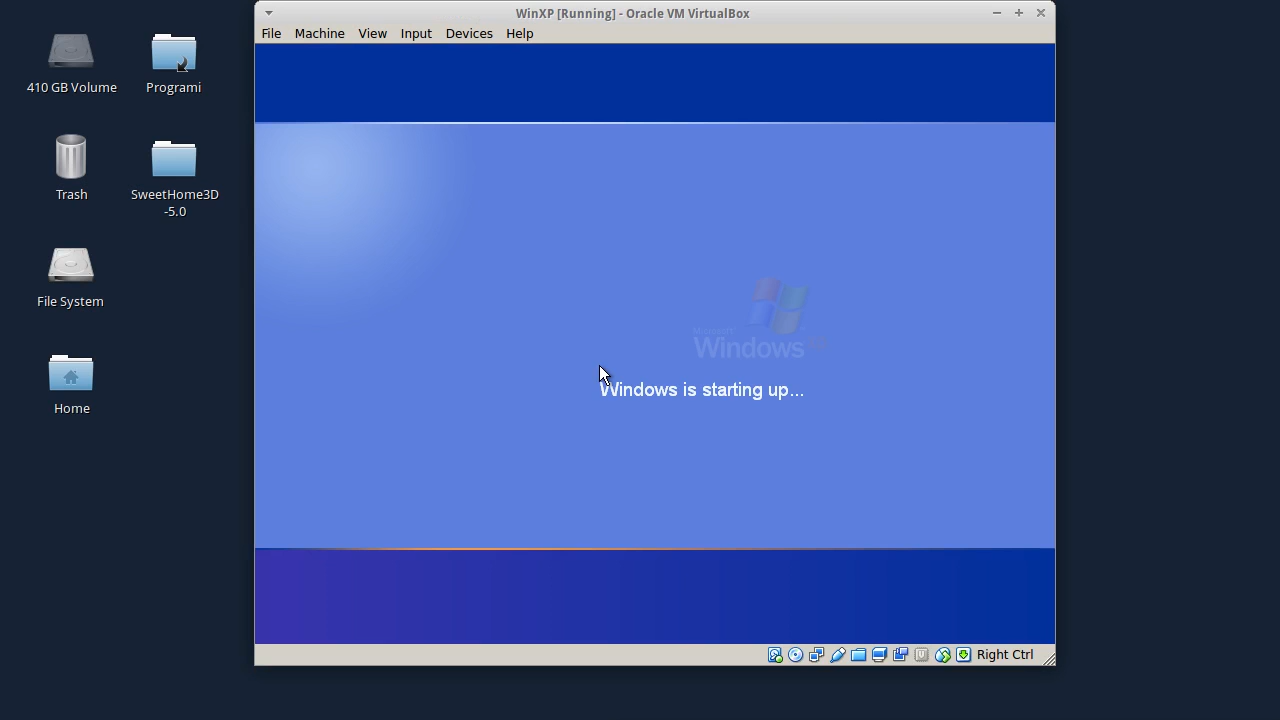 WinXP [Running] - Oracle VM VirtualBox
File Machine View Input Devices Help
410 GB Volume
Programi
Trash
SweetHome3D
-5.0
File System
Home
Microsoft
Windows xp
Windows is starting up...
Right Ctrl